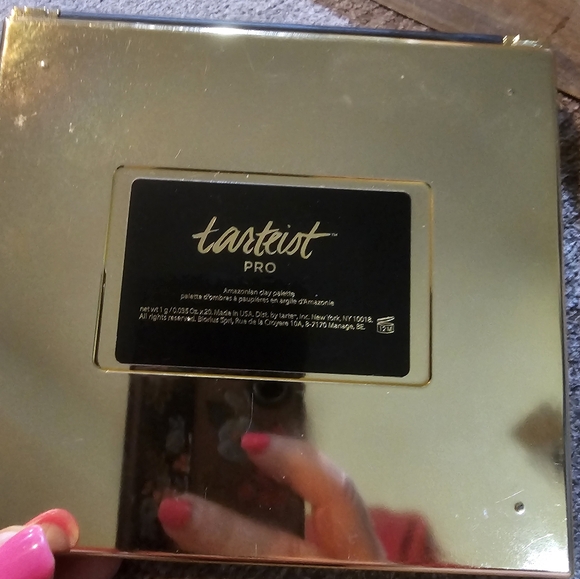 tarteist™
PRO
Amazonian clay palette
palette d'ombres à paupières en argile d'Amazonie
net wt 1 g / 0.035 Oz. x 20. Made in USA. Dist. by tarte, inc. New York, NY 10018.
All rights reserved. Biorius Sprl, Rue de la Croyere 10A, B-7170 Manage, BE.
12M